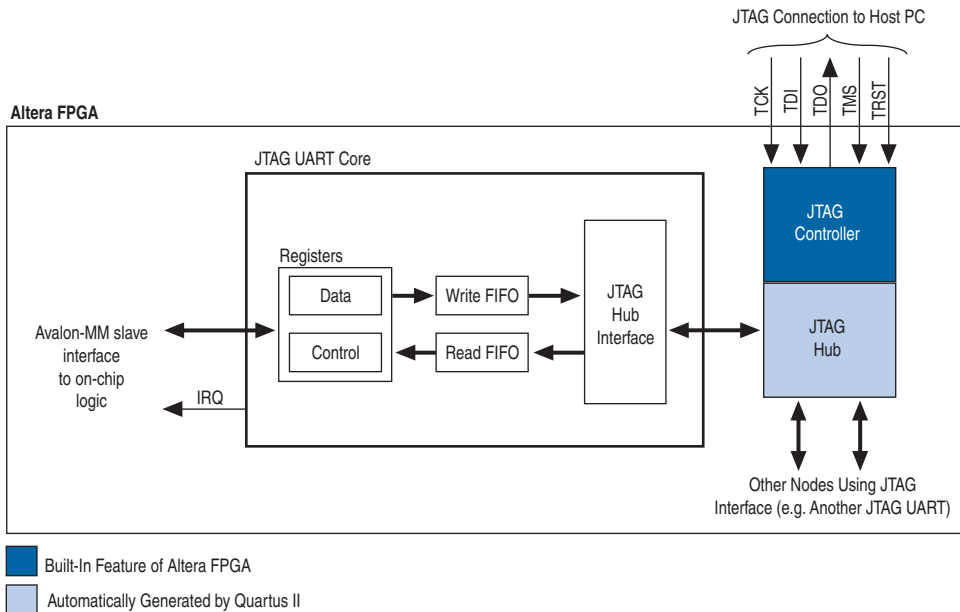 JTAG Connection to Host PC
TCK
TDI
TDO
TMS
TRST
Altera FPGA
JTAG UART Core
JTAG
Controller
Registers
Data
Write FIFO
JTAG
Hub
Interface
Control
Read FIFO
JTAG
Hub
Avalon-MM slave
interface
to on-chip
logic
IRQ
Other Nodes Using JTAG
Interface (e.g. Another JTAG UART)
Built-In Feature of Altera FPGA
Automatically Generated by Quartus II